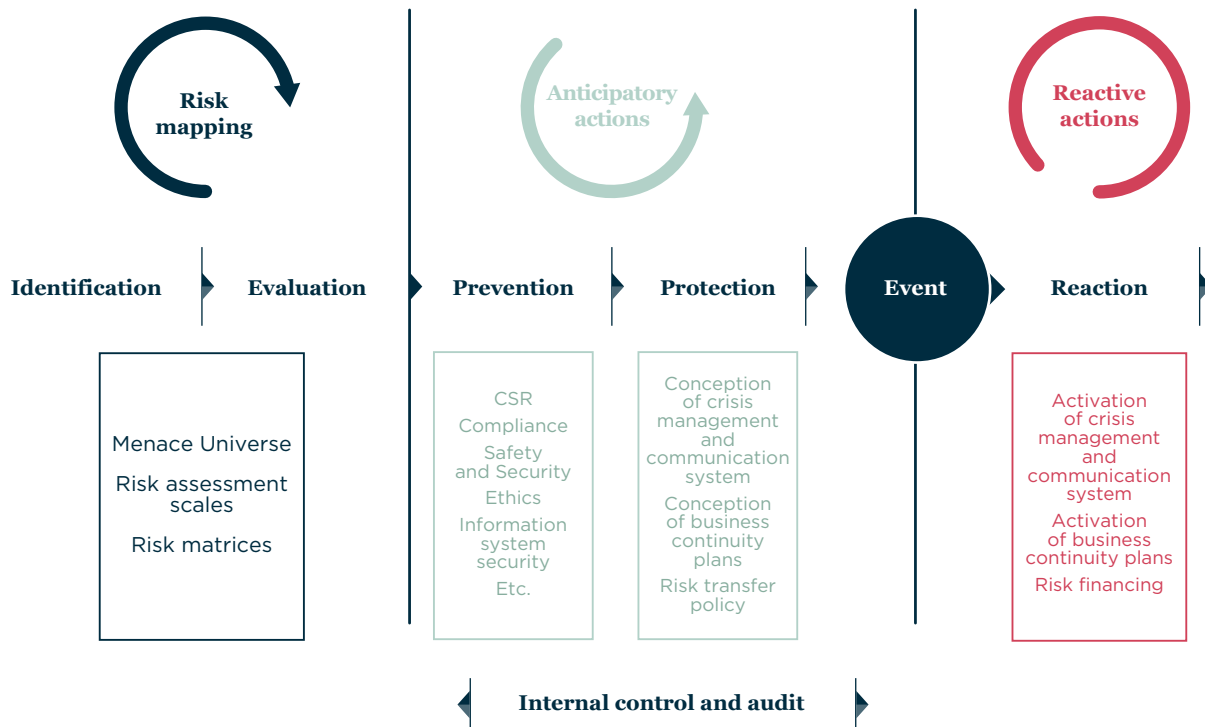 Risk
mapping
Anticipatory
actions
Reactive
actions
Identification
Evaluation
Prevention
Protection
Event
Reaction
Menace Universe
Risk assessment
scales
Risk matrices
CSR
Compliance
Safety
and Security
Ethics
Information
system
security
Etc.
Conception
of crisis
management
and
communication
system
Conception
of business
continuity
plans
Risk transfer
policy
Activation
of crisis
management
and
communication
system
Activation
of business
continuity plans
Risk financing
Internal control and audit